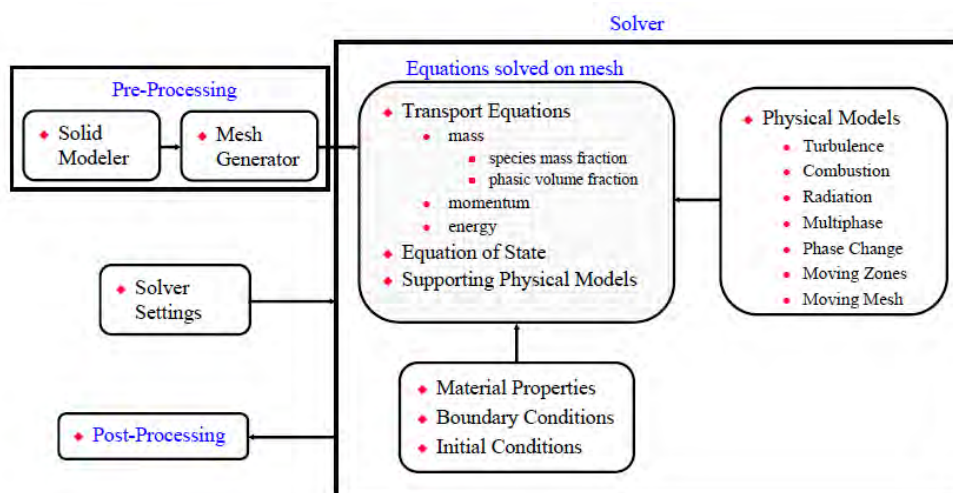 Solver
Pre-Processing
Solid
Modeler
Mesh
Generator
Equations solved on mesh
Transport Equations
mass
species mass fraction
phasic volume fraction
momentum
energy
Equation of State
Supporting Physical Models
Physical Models
Turbulence
Combustion
Radiation
Multiphase
Phase Change
Moving Zones
Moving Mesh
Solver
Settings
Material Properties
Boundary Conditions
Initial Conditions
Post-Processing